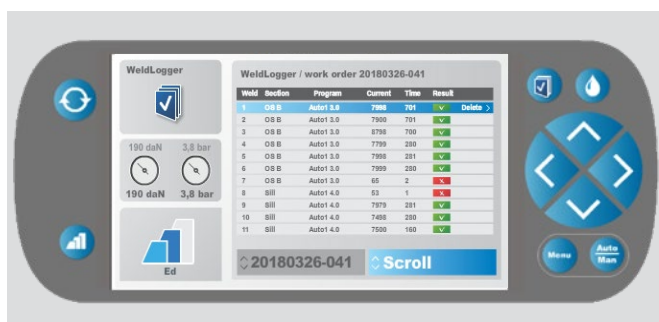 WeldLogger
190 daN 3,8 bar
190 daN 3,8 bar
Ed
WeldLogger / work order 20180326-041
Weld Section Program Current Time Result
1 OS B Auto1 3.0 7998 701 V Delete >
2 OS B Auto1 3.0 7900 701 V
3 OS B Auto1 3.0 8798 700 V
4 OS B Auto1 3.0 7799 280 V
5 OS B Auto1 3.0 7998 281 V
6 OS B Auto1 3.0 7999 280 V
7 OS B Auto1 3.0 65 2 X
8 Sill Auto1 4.0 53 1 X
9 Sill Auto1 4.0 7979 281 V
10 Sill Auto1 4.0 7498 280 V
11 Sill Auto1 4.0 7500 160 V
20180326-041 Scroll
Menu
Auto
Man